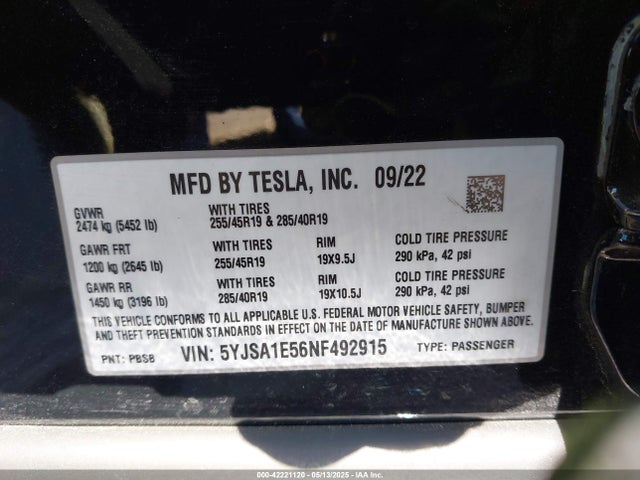 MFD BY TESLA, INC. 09/22
GVWR
2474 kg (5452 lb)
WITH TIRES
255/45R19 & 285/40R19
GAWR FRT
1200 kg (2645 lb)
WITH TIRES
255/45R19
RIM
19X9.5J
COLD TIRE PRESSURE
290 kPa, 42 psi
GAWR RR
1450 kg (3196 lb)
WITH TIRES
285/40R19
RIM
19X10.5J
COLD TIRE PRESSURE
290 kPa, 42 psi
THIS VEHICLE CONFORMS TO ALL APPLICABLE U.S. FEDERAL MOTOR VEHICLE SAFETY, BUMPER
AND THEFT PREVENTION STANDARDS IN EFFECT ON THE DATE OF MANUFACTURE SHOWN ABOVE.
PNT: PBSB VIN: 5YJSA1E56NF492915 TYPE: PASSENGER
000-42221120 - 05/13/2025 - IAAI.COM